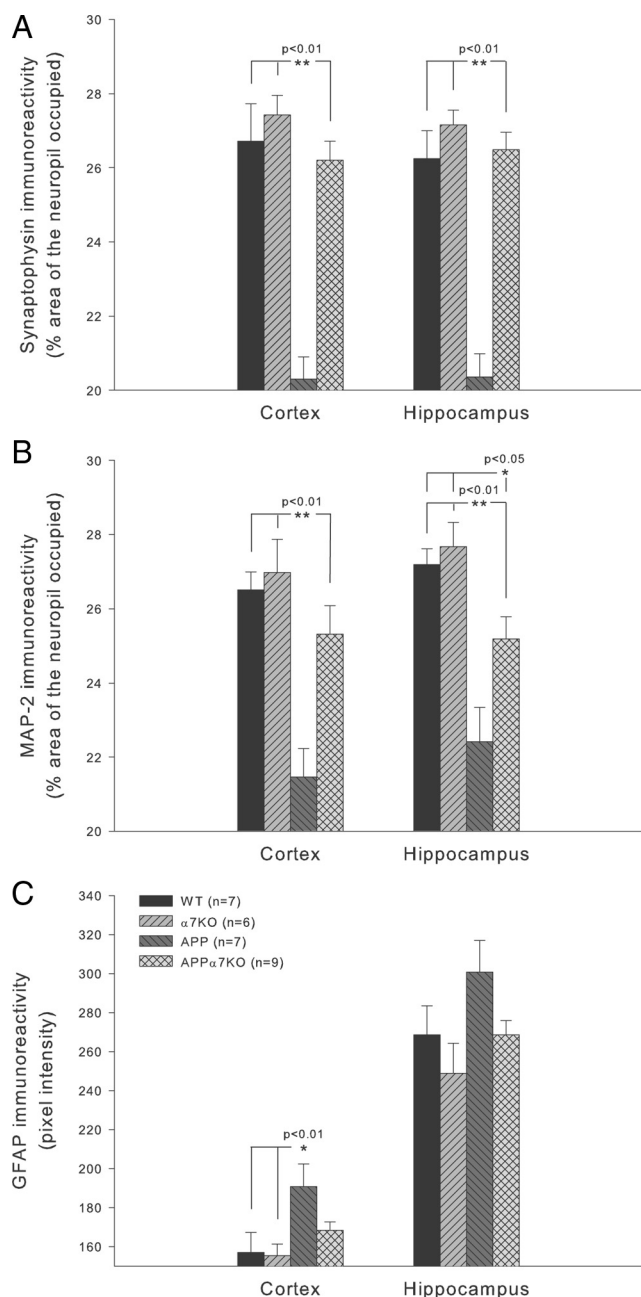 A
Synaptophysin immunoreactivity
(% area of the neuropil occupied)
30
28
26
24
22
20
p<0.01
**
p<0.01
**
Cortex
Hippocampus
B
MAP-2 immunoreactivity
(% area of the neuropil occupied)
30
28
26
24
22
20
p<0.01
**
p<0.05
*
p<0.01
**
Cortex
Hippocampus
C
GFAP immunoreactivity
(pixel intensity)
340
320
300
280
260
240
220
200
180
160
WT (n=7)
α7KO (n=6)
APP (n=7)
APPα7KO (n=9)
p<0.01
*
Cortex
Hippocampus